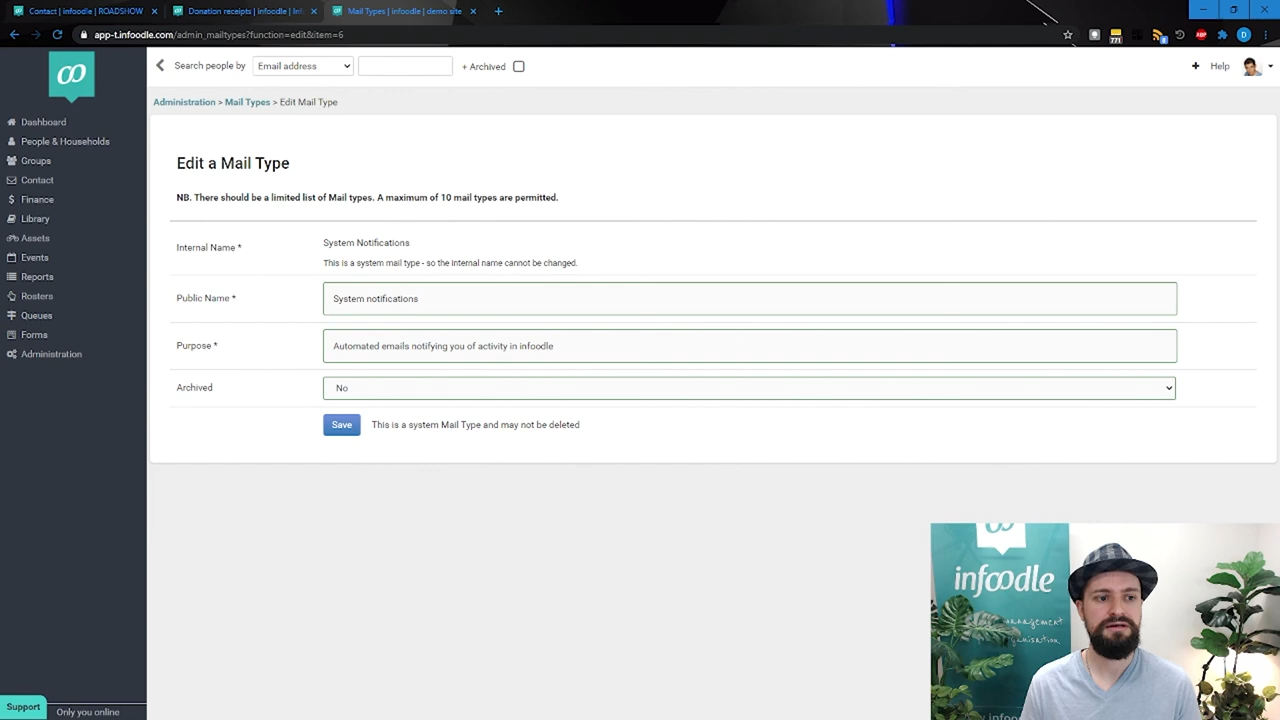 Contact | infoodle | ROADSHOW
Donation receipts | infoodle |
Mail Types | infoodle | demo site
app-t.infoodle.com/admin_mailtypes?function=edit&item=6
Search people by
Email address
+ Archived
Help
Administration > Mail Types > Edit Mail Type
Dashboard
People & Households
Groups
Contact
Finance
Library
Assets
Events
Reports
Rosters
Queues
Forms
Administration
Edit a Mail Type
NB. There should be a limited list of Mail types. A maximum of 10 mail types are permitted.
Internal Name *
System Notifications
This is a system mail type - so the internal name cannot be changed.
Public Name *
System notifications
Purpose *
Automated emails notifying you of activity in infoodle
Archived
No
Save
This is a system Mail Type and may not be deleted
infoodle
Support
Only you online